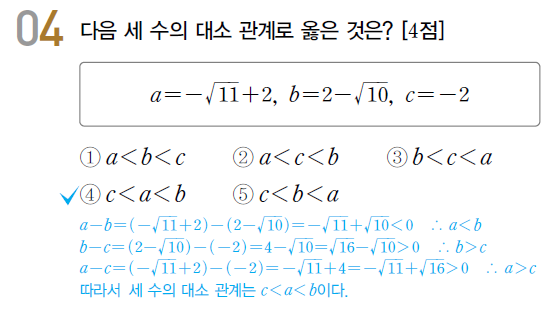 04 다음 세 수의 대소 관계로 옳은 것은? [4점]
a=-√11+2, b=2-√10, c=-2
① a<b<c ② a<c<b ③ b<c<a
④ c<a<b ⑤ c<b<a
a-b=(-√11+2)-(2-√10)=-√11+√10<0 ∴ a<b
b-c=(2-√10)-(-2)=4-√10=√16-√10>0 ∴ b>c
a-c=(-√11+2)-(-2)=-√11+4=-√11+√16>0 ∴ a>c
따라서 세 수의 대소 관계는 c<a<b이다.